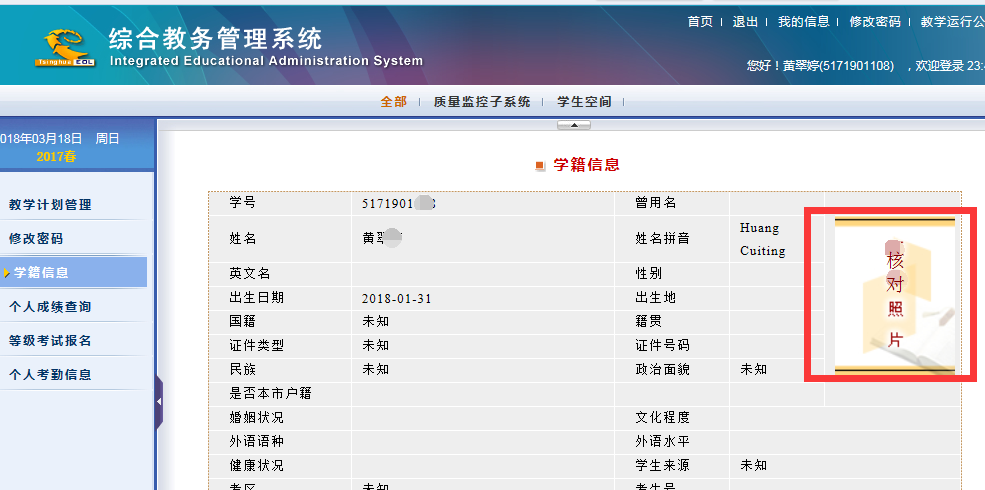 首页 退出 我的信息 修改密码 教学运行公
TsinghuaEOL
综合教务管理系统
Integrated Educational Administration System
您好！黄翠婷(5171901108) ，欢迎登录 23:
全部 质量监控子系统 学生空间
018年03月18日 周日
2017春
教学计划管理
修改密码
学籍信息
个人成绩查询
等级考试报名
个人考勤信息
学籍信息
学号 5171901 曾用名
姓名 黄 姓名拼音 Huang
Cuiting
英文名 性别
出生日期 2018-01-31 出生地
国籍 未知 籍贯
证件类型 未知 证件号码
民族 未知 政治面貌 未知
是否本市户籍
婚姻状况 文化程度
外语语种 外语水平
健康状况 学生来源 未知
考区 未知 考生号
核
对
照
片